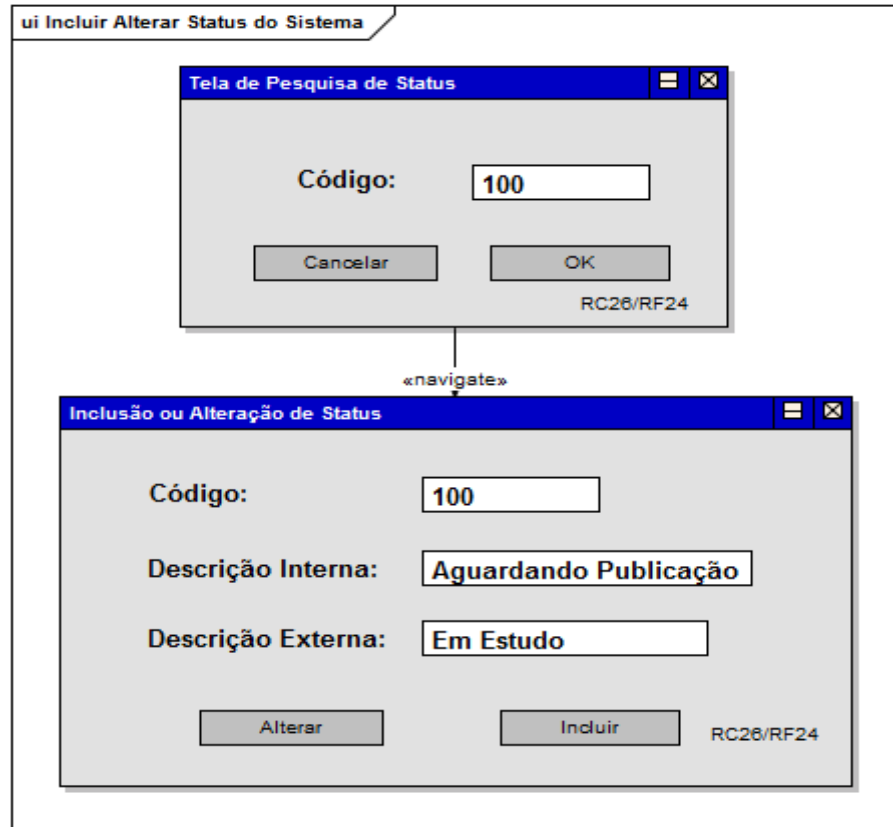 ui Incluir Alterar Status do Sistema
Tela de Pesquisa de Status
Código: 100
Cancelar OK
RC26/RF24
«navigate»
Inclusão ou Alteração de Status
Código: 100
Descrição Interna: Aguardando Publicação
Descrição Externa: Em Estudo
Alterar Incluir RC26/RF24